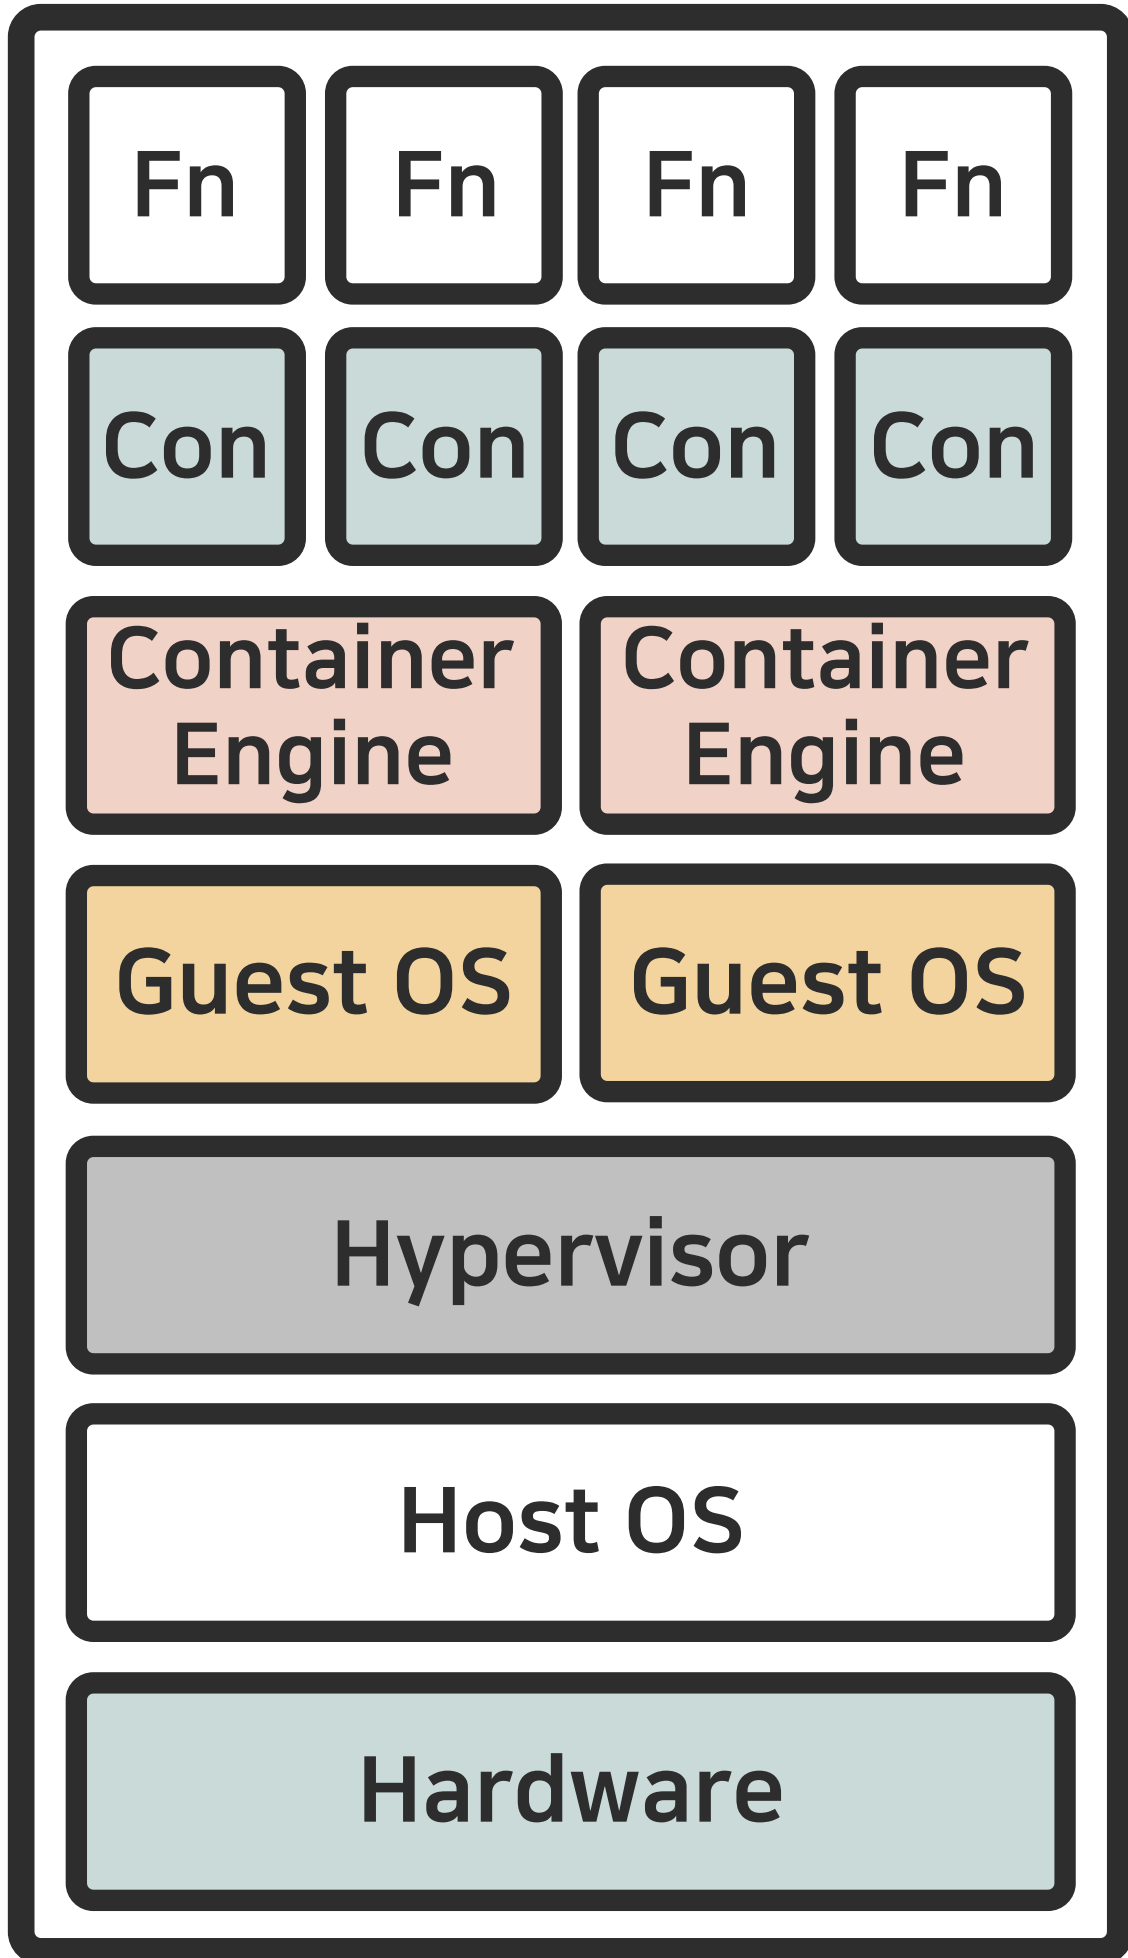 Fn Fn Fn Fn
Con Con Con Con
Container Container
Engine Engine
Guest OS Guest OS
Hypervisor
Host OS
Hardware